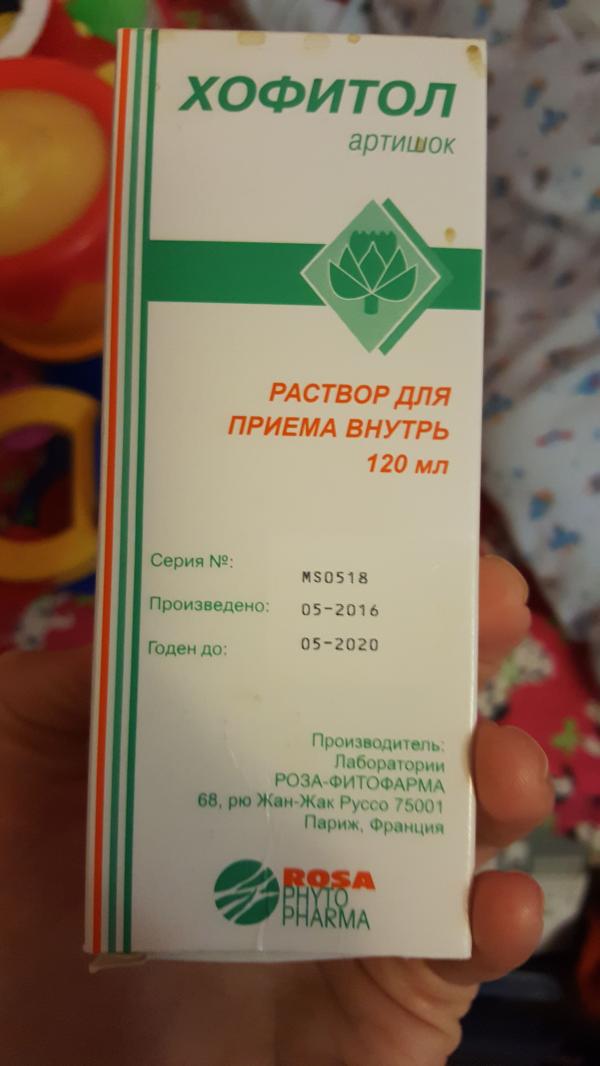 ХОФИТОЛ
артишок
РАСТВОР ДЛЯ
ПРИЕМА ВНУТРЬ
120 мл
Серия №: MS0518
Произведено: 05-2016
Годен до: 05-2020
Производитель:
Лаборатории
РОЗА-ФИТОФАРМА
68, рю Жан-Жак Руссо 75001
Париж, Франция
ROSA
PHYTO
PHARMA